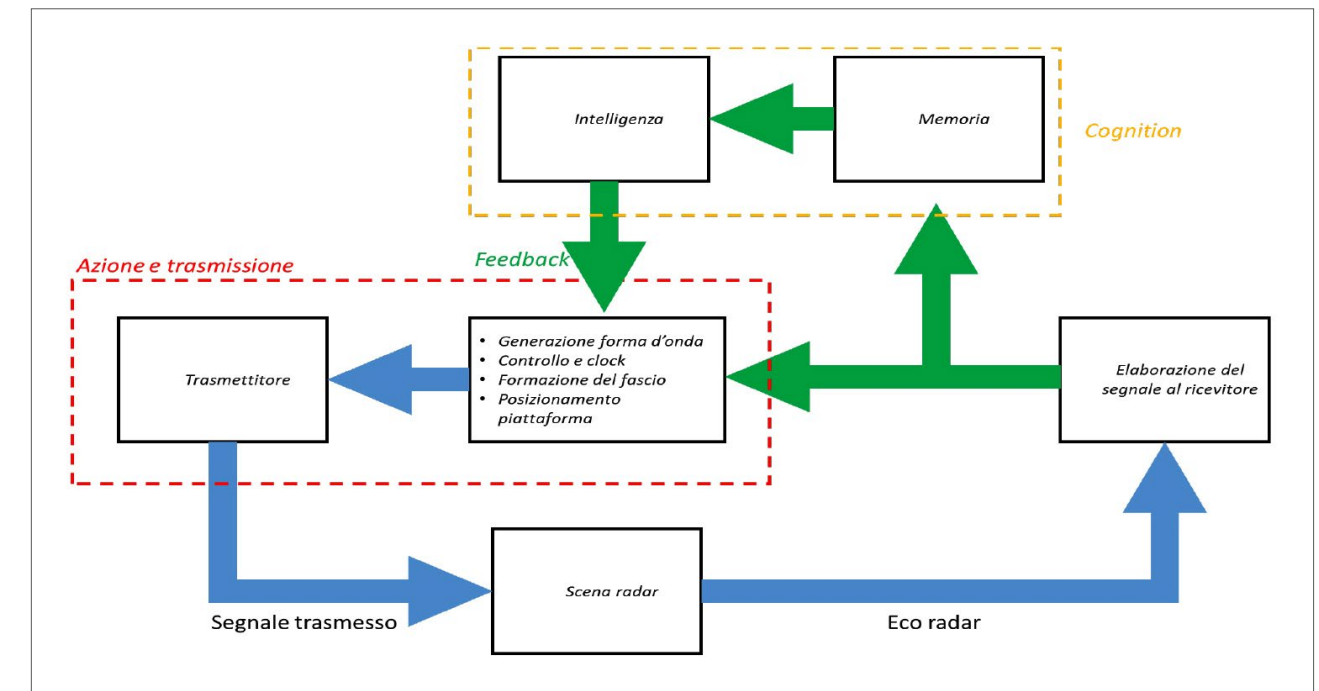 Intelligenza
Memoria
Cognition
Azione e trasmissione
Feedback
Trasmettitore
• Generazione forma d'onda
• Controllo e clock
• Formazione del fascio
• Posizionamento
piattaforma
Elaborazione del
segnale al ricevitore
Scena radar
Segnale trasmesso
Eco radar